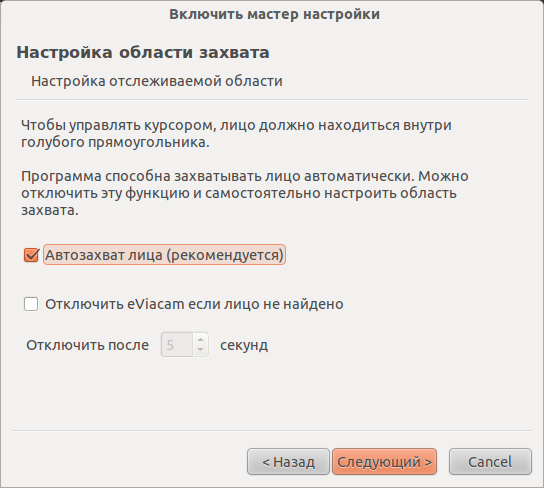 Включить мастер настройки
Настройка области захвата
Настройка отслеживаемой области
Чтобы управлять курсором, лицо должно находиться внутри
голубого прямоугольника.
Программа способна захватывать лицо автоматически. Можно
отключить эту функцию и самостоятельно настроить область
захвата.
Автозахват лица (рекомендуется)
Отключить eViacam если лицо не найдено
Отключить после 5 секунд
< Назад Следующий > Cancel